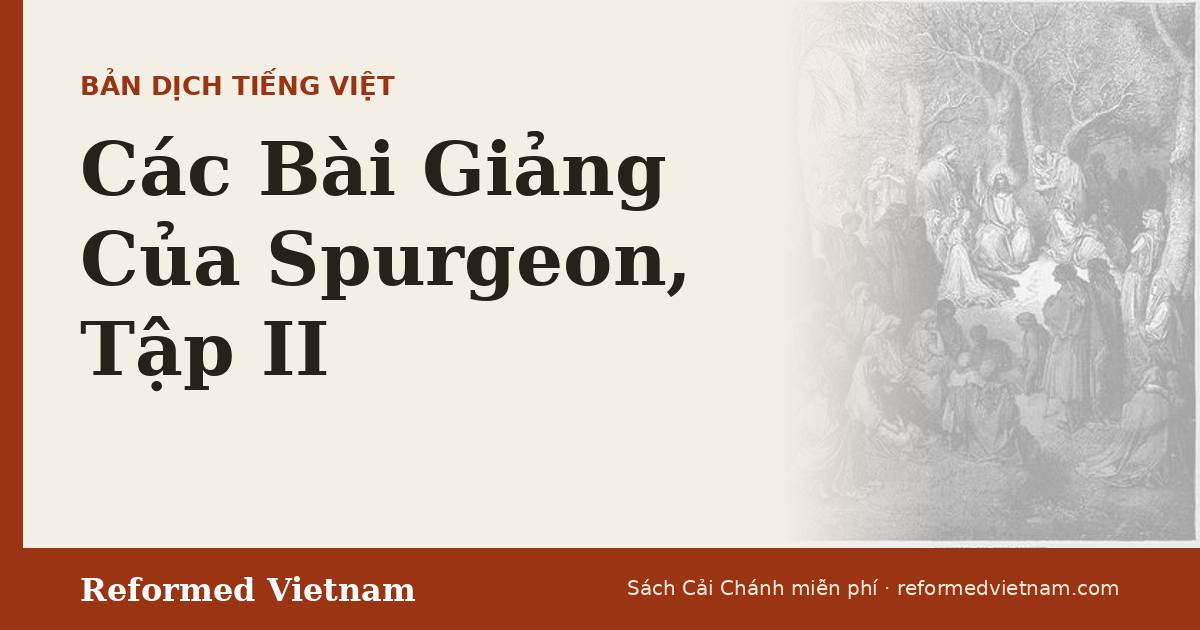 BẢN DỊCH TIẾNG VIỆT
Các Bài Giảng
Của Spurgeon,
Tập II
Reformed Vietnam
Sách Cải Chánh miễn phí · reformedvietnam.com